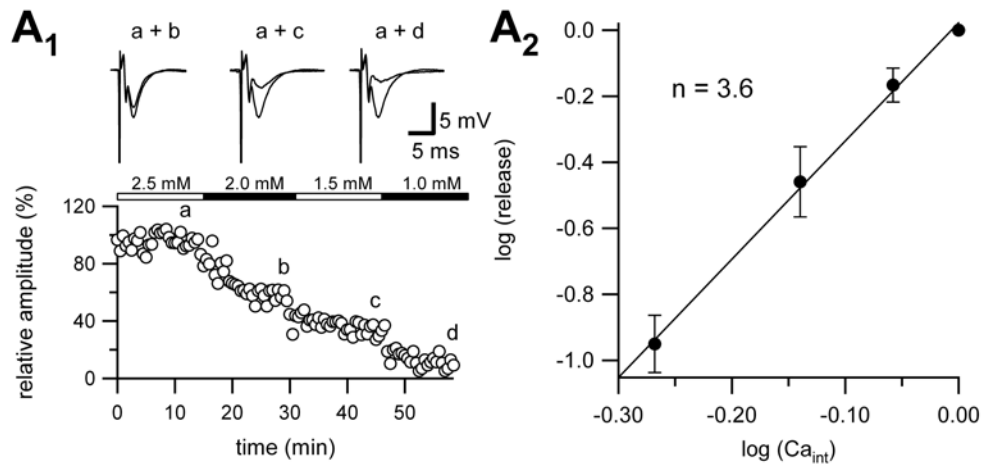 A1
a + b
a + c
a + d
5 mV
5 ms
2.5 mM
2.0 mM
1.5 mM
1.0 mM
relative amplitude (%)
120
80
40
0
a
b
c
d
0
10
20
30
40
50
time (min)
A2
n = 3.6
log (release)
0.0
-0.2
-0.4
-0.6
-0.8
-1.0
-0.30
-0.20
-0.10
0.00
log (Caint)